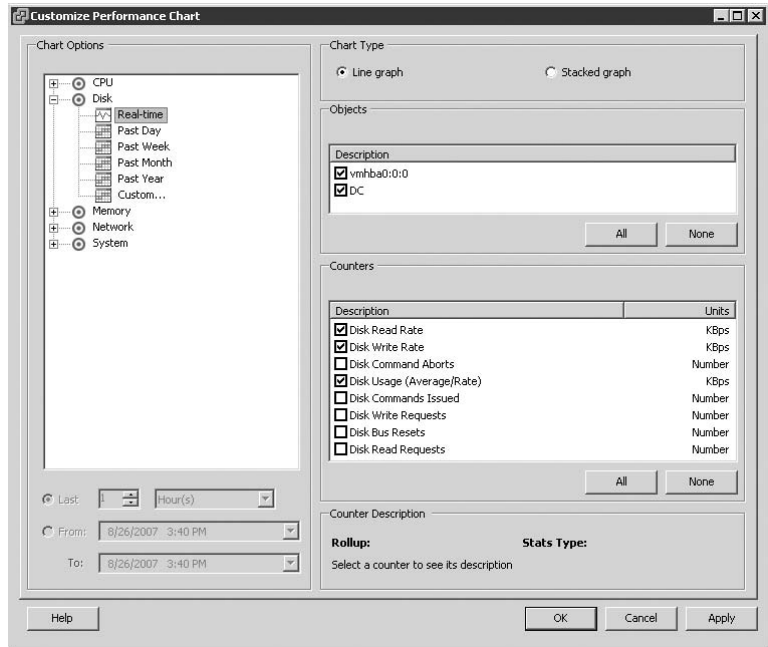 Customize Performance Chart
Chart Options
CPU
Disk
Real-time
Past Day
Past Week
Past Month
Past Year
Custom...
Memory
Network
System
Last 1 Hour(s)
From: 8/26/2007 3:40 PM
To: 8/26/2007 3:40 PM
Chart Type
Line graph Stacked graph
Objects
Description
vmhba0:0:0
DC
All None
Counters
Description Units
Disk Read Rate KBps
Disk Write Rate KBps
Disk Command Aborts Number
Disk Usage (Average/Rate) KBps
Disk Commands Issued Number
Disk Write Requests Number
Disk Bus Resets Number
Disk Read Requests Number
All None
Counter Description
Rollup: Stats Type:
Select a counter to see its description
Help OK Cancel Apply